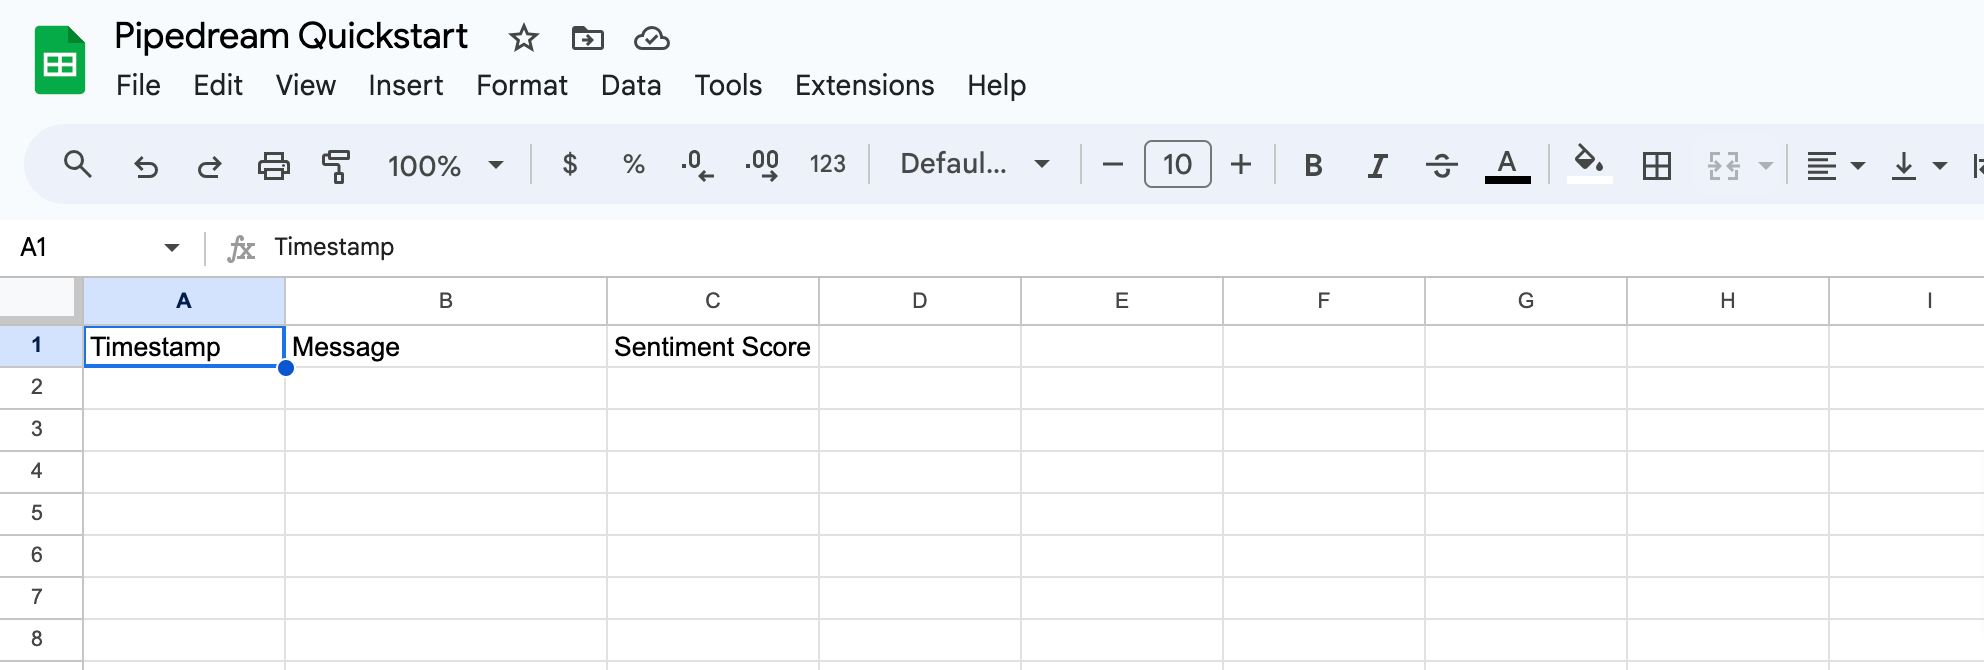 Pipedream Quickstart
File Edit View Insert Format Data Tools Extensions Help
100% $ % .0 .00 123 Defaul... 10 B I S A
A1 fx Timestamp
A B C D E F G H I
1 Timestamp Message Sentiment Score
2
3
4
5
6
7
8